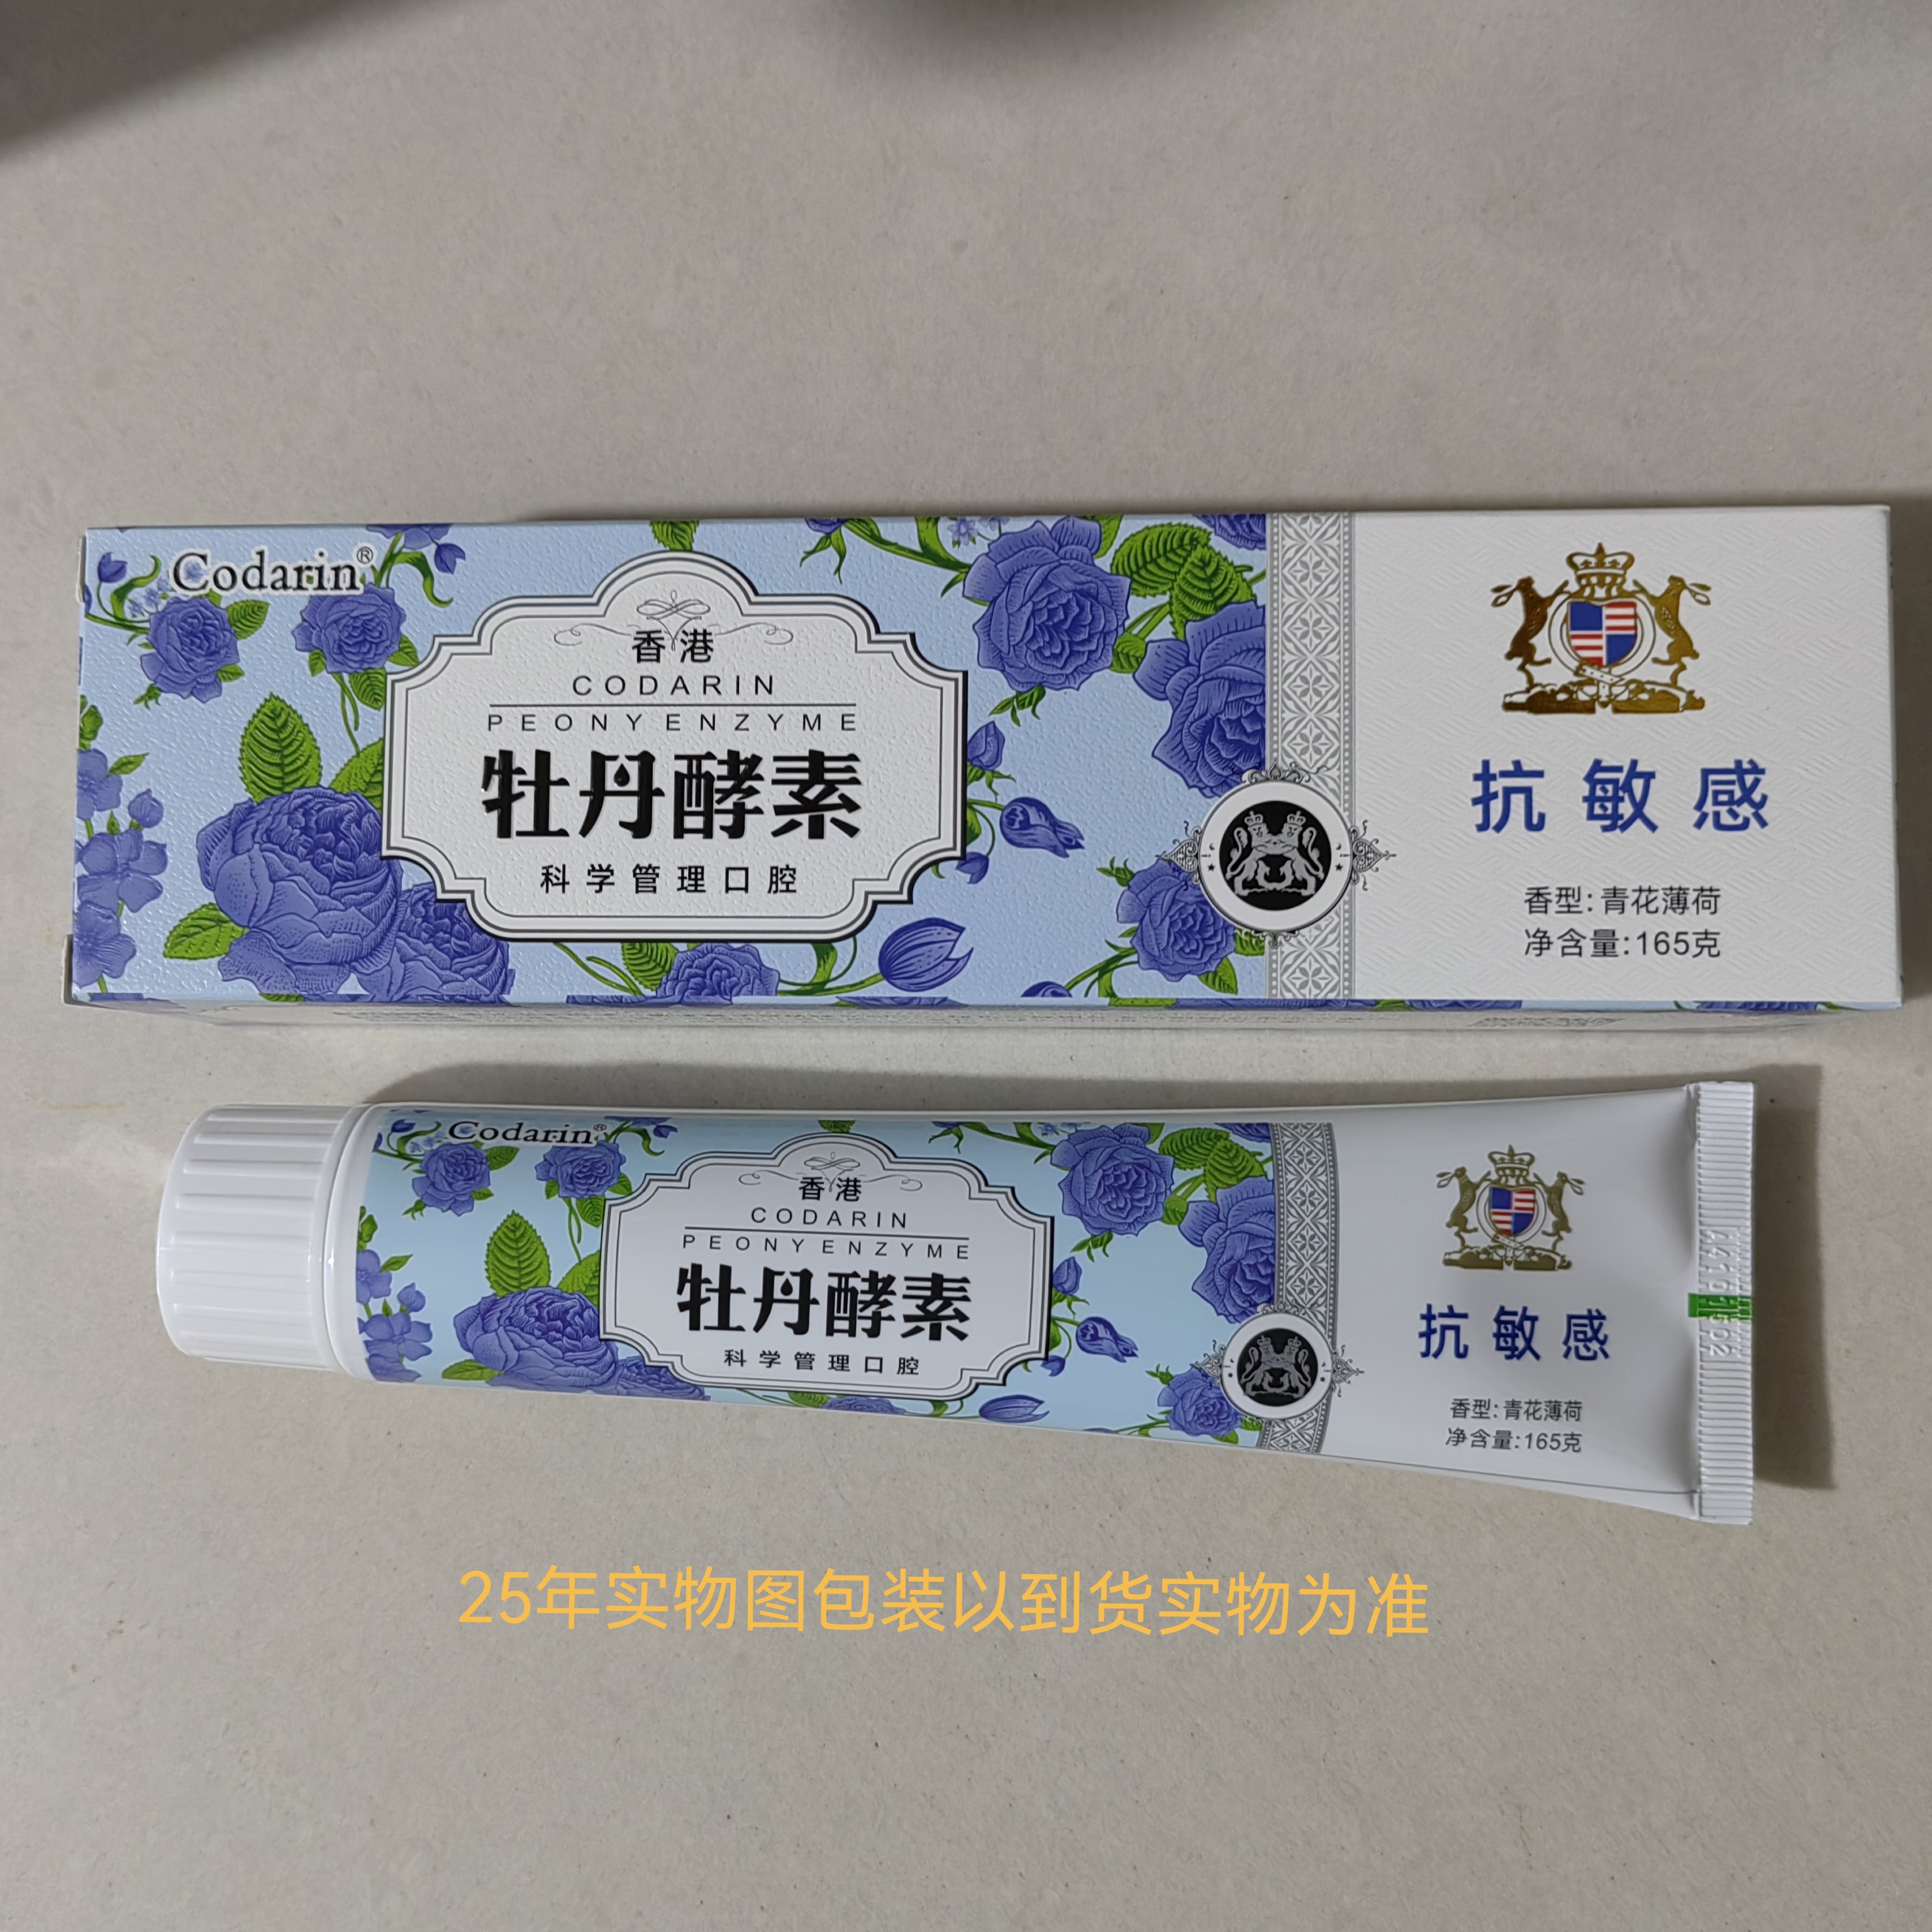 Codarin®
香港
CODARIN
PEONY ENZYME
牡丹酵素
科学管理口腔
抗敏感
香型:青花薄荷
净含量:165克
Codarin®
香港
CODARIN
PEONY ENZYME
牡丹酵素
科学管理口腔
抗敏感
香型:青花薄荷
净含量:165克
25年实物图包装以到货实物为准